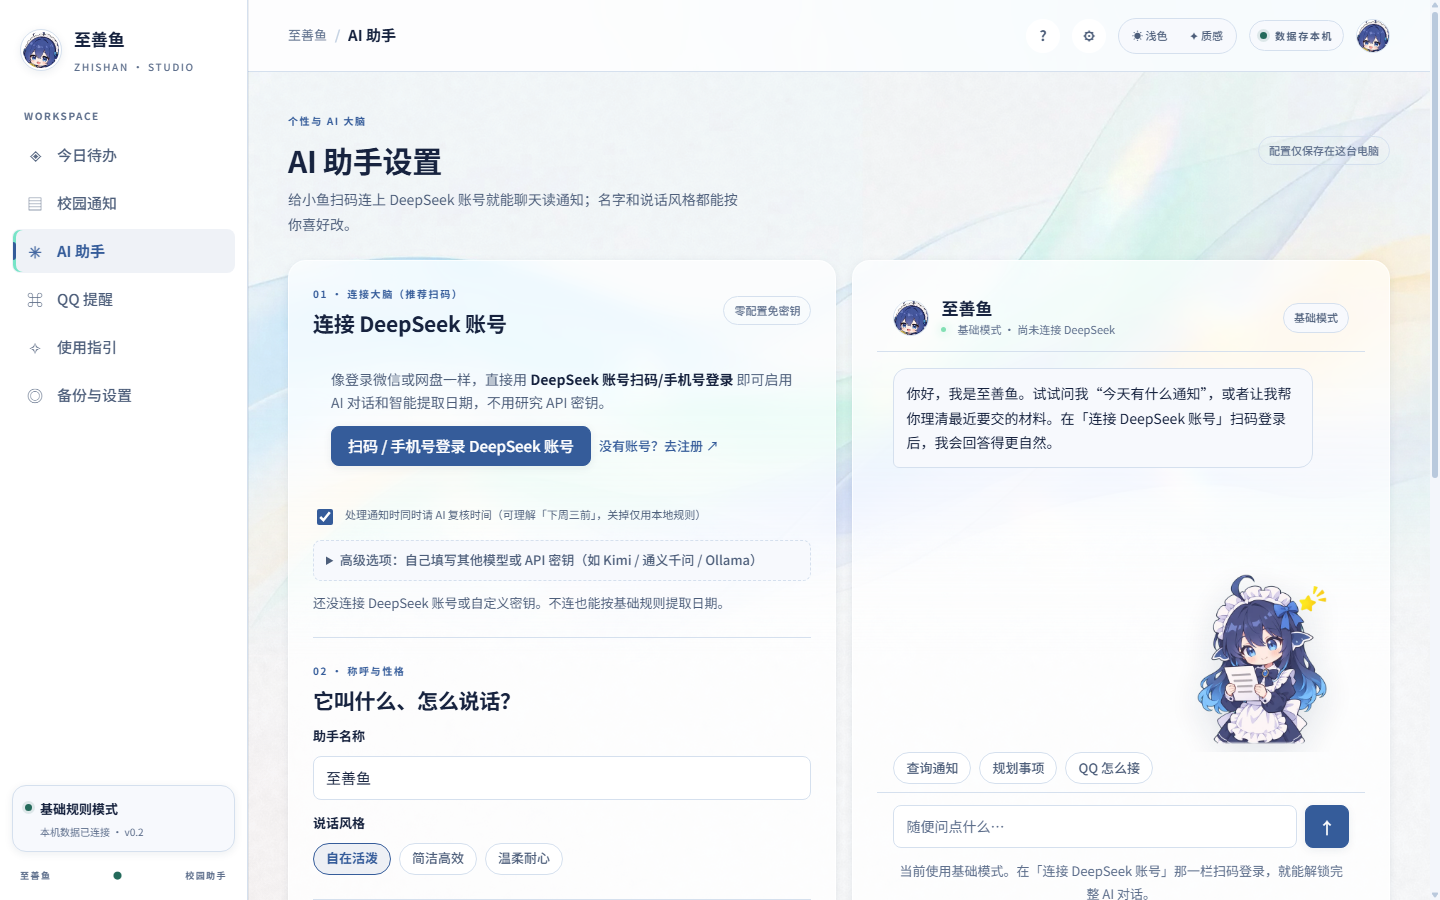 至善鱼
ZHISHAN · STUDIO
WORKSPACE
今日待办
校园通知
AI 助手
QQ 提醒
使用指引
备份与设置
基础规则模式
本机数据已连接 · v0.2
至善鱼
校园助手
至善鱼 / AI 助手
?
浅色
质感
数据存本机
个性与 AI 大脑
AI 助手设置
给小鱼扫码连上 DeepSeek 账号就能聊天读通知；名字和说话风格都能按
你喜好改。
配置仅保存在这台电脑
01 · 连接大脑（推荐扫码）
连接 DeepSeek 账号
零配置免密钥
像登录微信或网盘一样，直接用 DeepSeek 账号扫码/手机号登录 即可启用
AI 对话和智能提取日期，不用研究 API 密钥。
扫码 / 手机号登录 DeepSeek 账号
没有账号？去注册 ↗
处理通知时同时请 AI 复核时间（可理解「下周三前」，关掉仅用本地规则）
▶ 高级选项：自己填写其他模型或 API 密钥（如 Kimi / 通义千问 / Ollama）
还没连接 DeepSeek 账号或自定义密钥。不连也能按基础规则提取日期。
02 · 称呼与性格
它叫什么、怎么说话？
助手名称
至善鱼
说话风格
自在活泼
简洁高效
温柔耐心
至善鱼
基础模式 · 尚未连接 DeepSeek
基础模式
你好，我是至善鱼。试试问我“今天有什么通知”，或者让我帮
你理清最近要交的材料。在「连接 DeepSeek 账号」扫码登录
后，我会回答得更自然。
查询通知
规划事项
QQ 怎么接
随便问点什么…
↑
当前使用基础模式。在「连接 DeepSeek 账号」那一栏扫码登录，就能解锁完
整 AI 对话。